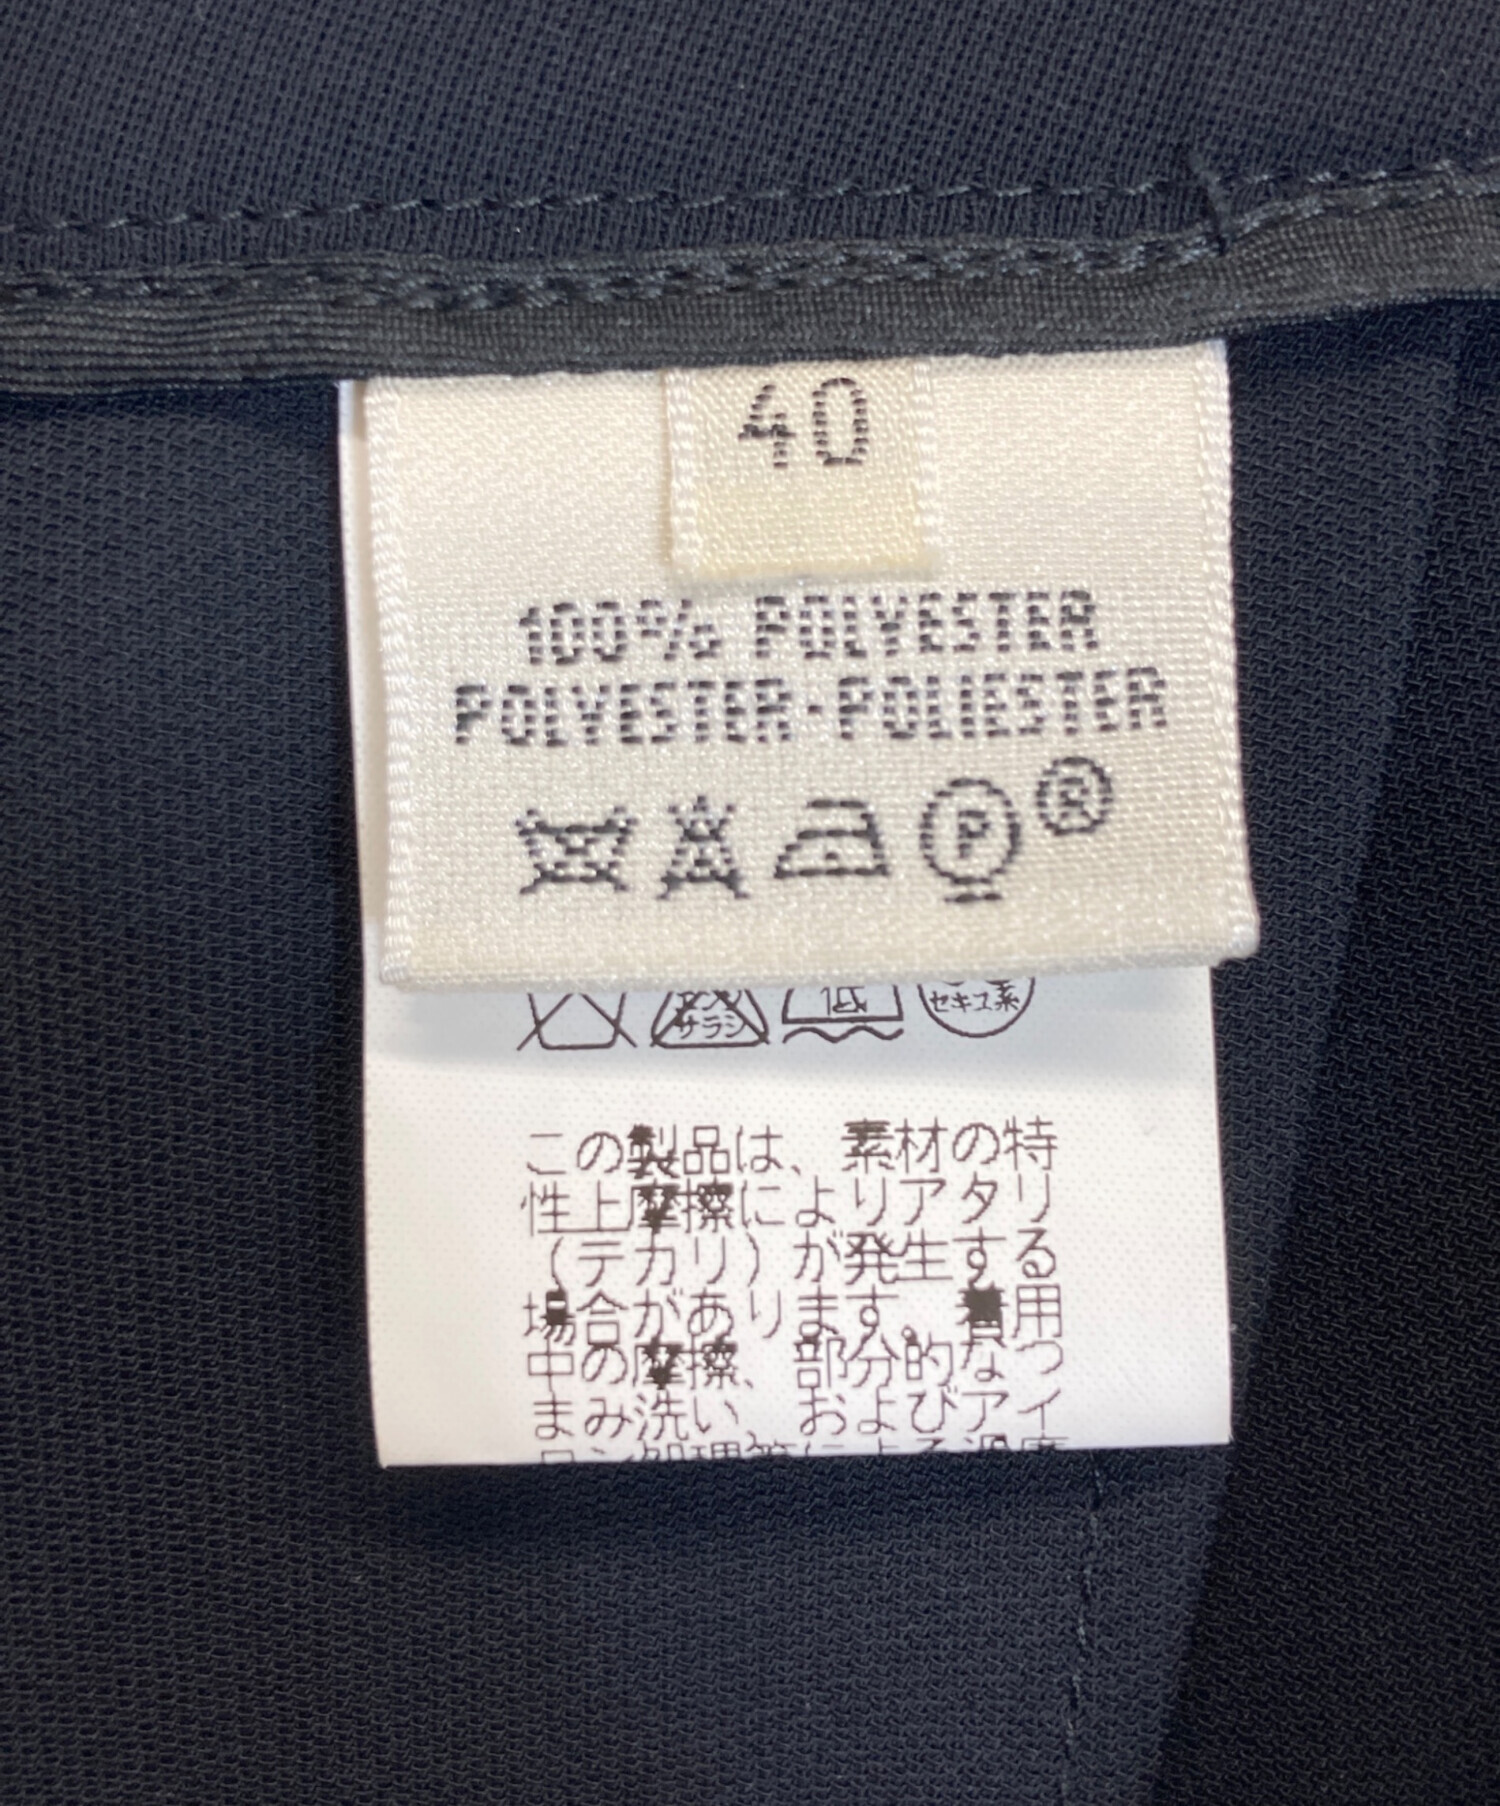 40
100% POLYESTER
POLYESTER·POLIESTER
P ®
サラシ 低 セキユ系
この製品は、素材の特
性上摩擦によりアタリ
(テカリ)が発生する
場合があります。着用
中の摩擦、部分的なつ
まみ洗い、およびアイ